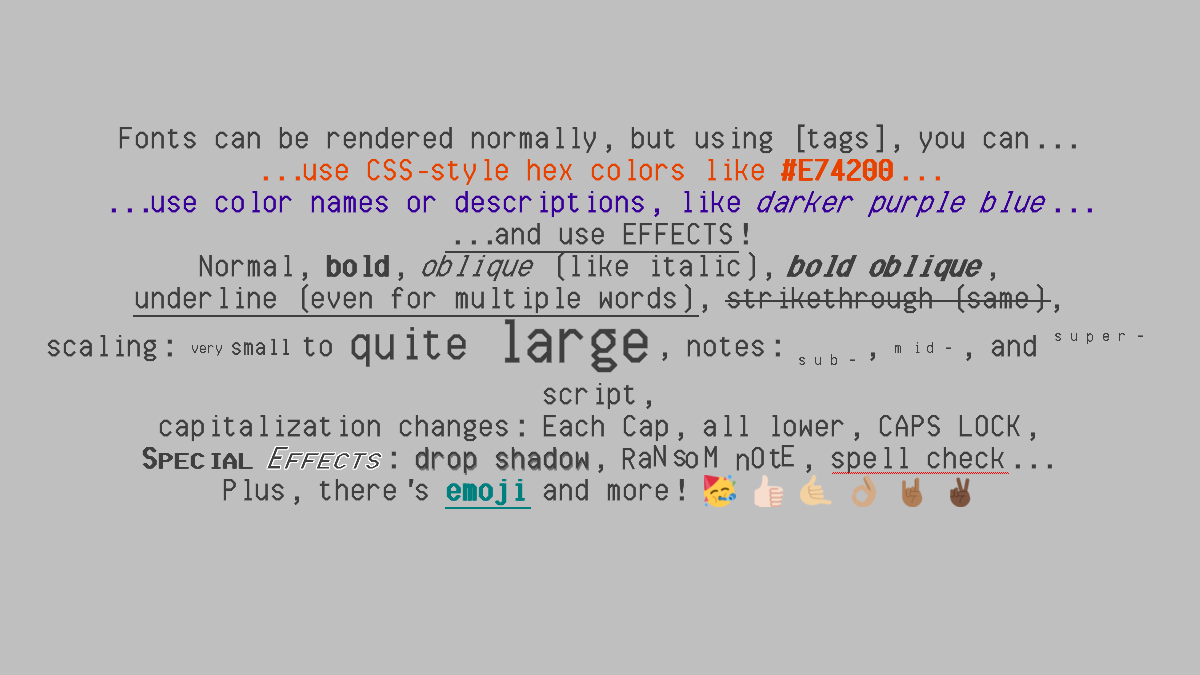 Fonts can be rendered normally, but using [tags], you can...
...use CSS-style hex colors like #E74200...
...use color names or descriptions, like darker purple blue...
...and use EFFECTS!
Normal, bold, oblique (like italic), bold oblique,
underline (even for multiple words), strikethrough (same),
scaling: very small to quite large, notes: sub-, mid-, and super-
script,
capitalization changes: Each Cap, all lower, CAPS LOCK,
SPECIAL EFFECTS: drop shadow, RaNsoM nOtE, spell check...
Plus, there's emoji and more! 🥳 👍🏻 🤙🏼 👌🏽 🤘🏾 ✌🏿